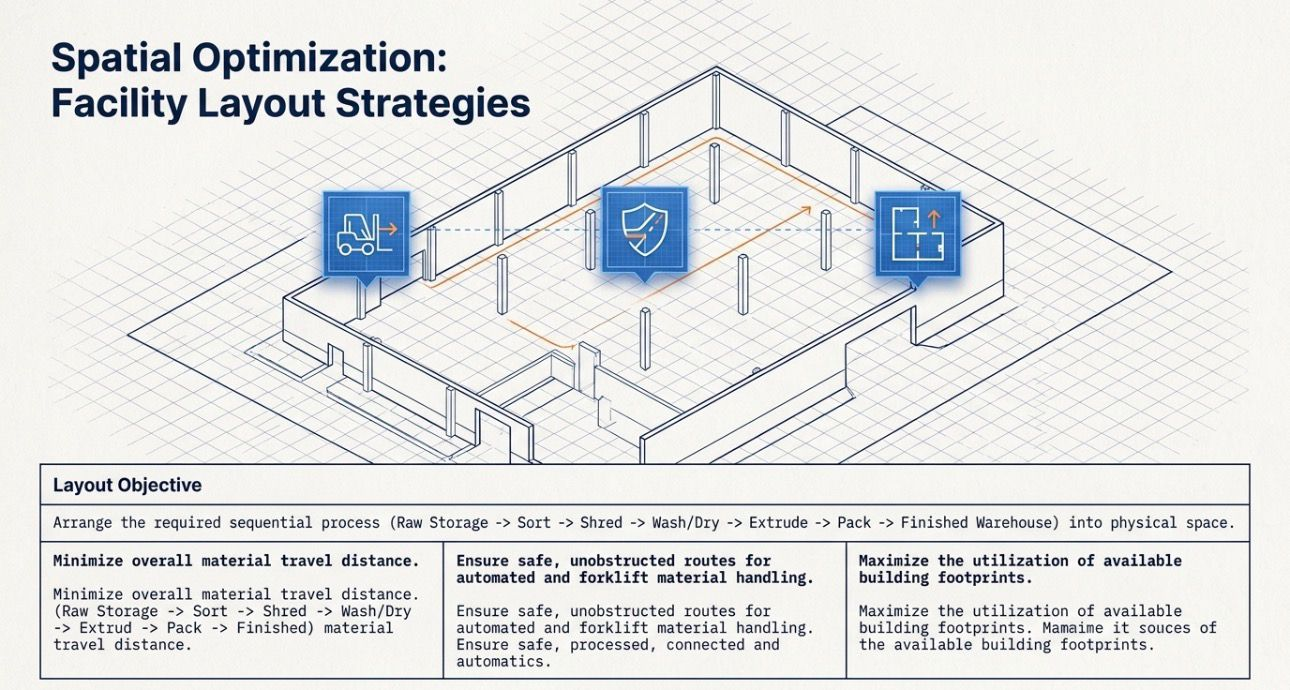 Spatial Optimization:
Facility Layout Strategies
Layout Objective
Arrange the required sequential process (Raw Storage -> Sort -> Shred -> Wash/Dry -> Extrude -> Pack -> Finished Warehouse) into physical space.
Minimize overall material travel distance.
Minimize overall material travel distance.
(Raw Storage -> Sort -> Shred -> Wash/Dry
-> Extrud -> Pack -> Finished) material
travel distance.
Ensure safe, unobstructed routes for
automated and forklift material handling.
Ensure safe, unobstructed routes for
automated and forklift material handling.
Ensure safe, processed, connected and
automatics.
Maximize the utilization of available
building footprints.
Maximize the utilization of available
building footprints. Mamaime it souces of
the available building footprints.